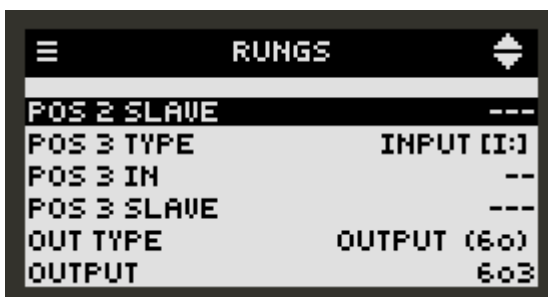 RUNGS
POS 2 SLAVE ---
POS 3 TYPE INPUT [I:]
POS 3 IN --
POS 3 SLAVE ---
OUT TYPE OUTPUT (6o)
OUTPUT 6o3